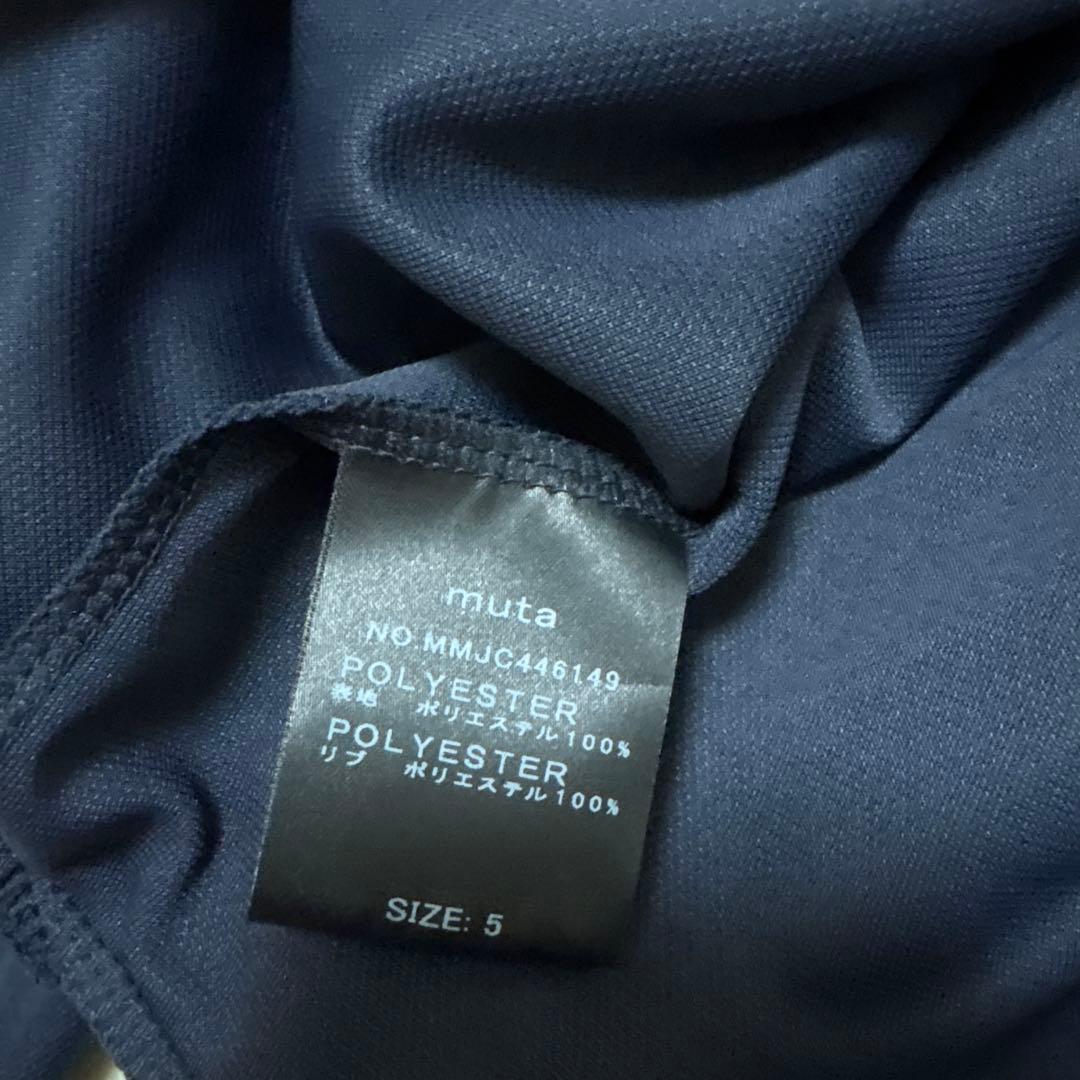 muta
NO.MMJC446149
POLYESTER
表地 ポリエステル100%
POLYESTER
リブ ポリエステル100%
SIZE: 5